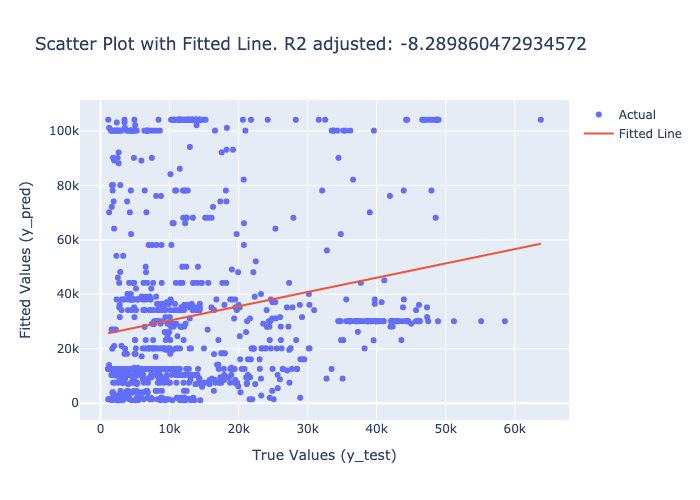 Scatter Plot with Fitted Line. R2 adjusted: -8.289860472934572
Actual
Fitted Line
100k
80k
60k
40k
20k
0
Fitted Values (y_pred)
0 10k 20k 30k 40k 50k 60k
True Values (y_test)